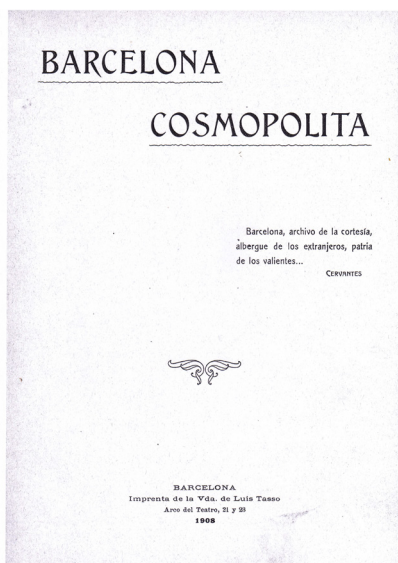 BARCELONA
COSMOPOLITA
Barcelona, archivo de la cortesía,
albergue de los extranjeros, patria
de los valientes...
CERVANTES
BARCELONA
Imprenta de la Vda. de Luis Tasso
Arco del Teatro, 21 y 23
1908